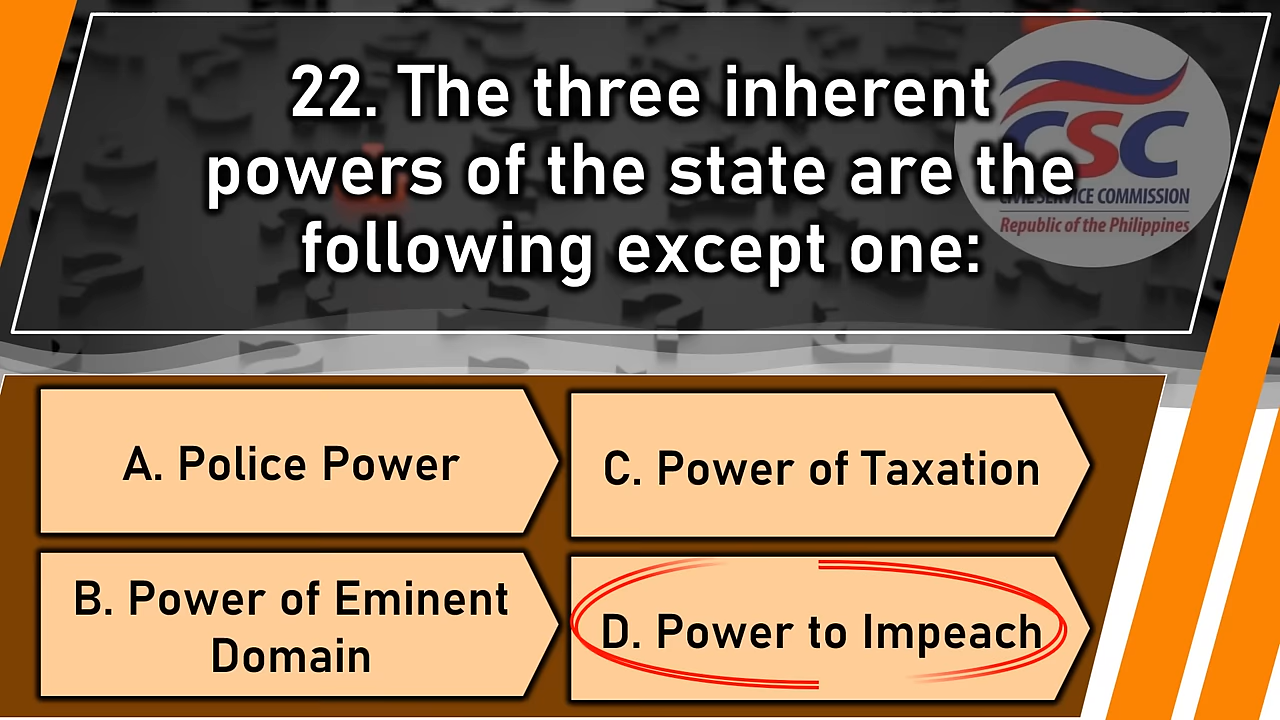 22. The three inherent
powers of the state are the
following except one:
CSC
CIVIL SERVICE COMMISSION
Republic of the Philippines
A. Police Power
C. Power of Taxation
B. Power of Eminent
Domain
D. Power to Impeach